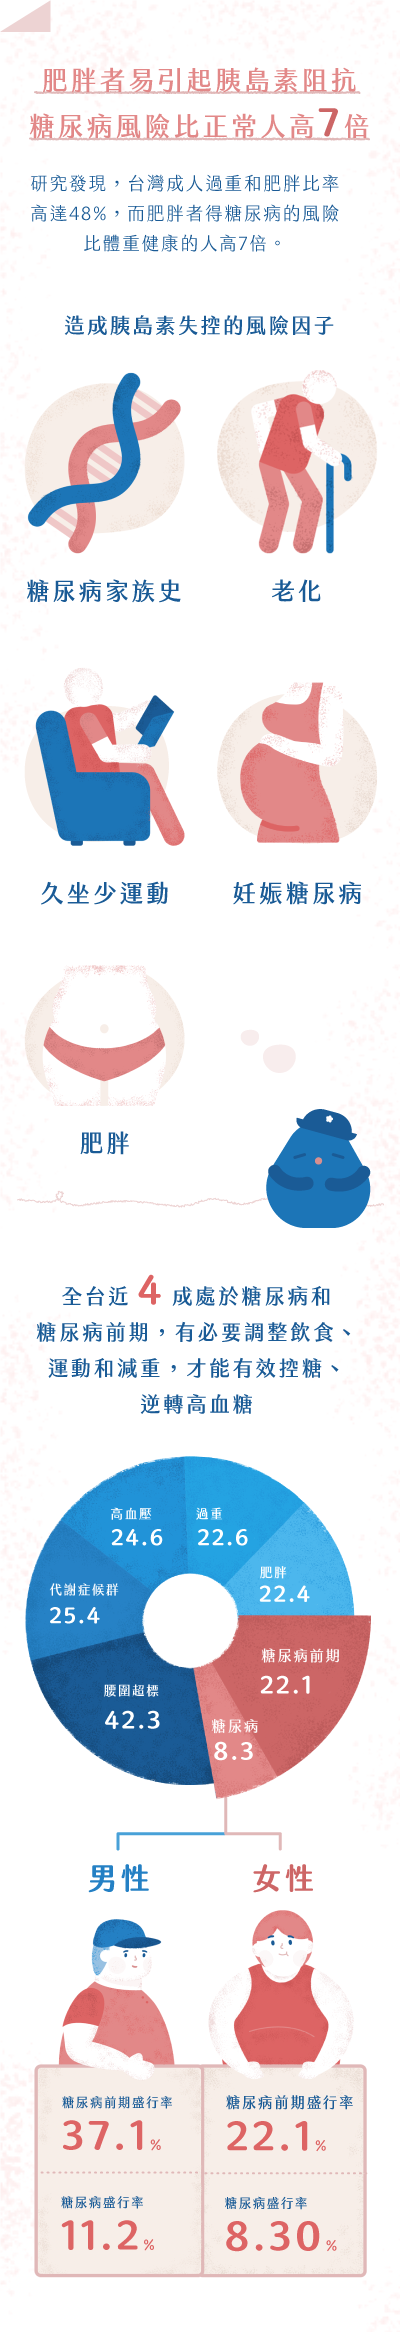 肥胖者易引起胰島素阻抗
糖尿病風險比正常人高7倍
研究發現，台灣成人過重和肥胖比率
高達48%，而肥胖者得糖尿病的風險
比體重健康的人高7倍。
造成胰島素失控的風險因子
糖尿病家族史
老化
久坐少運動
妊娠糖尿病
肥胖
全台近 4 成處於糖尿病和
糖尿病前期，有必要調整飲食、
運動和減重，才能有效控糖、
逆轉高血糖
高血壓
24.6
過重
22.6
肥胖
22.4
代謝症候群
25.4
糖尿病前期
22.1
腰圍超標
42.3
糖尿病
8.3
男性
女性
糖尿病前期盛行率
37.1%
糖尿病前期盛行率
22.1%
糖尿病盛行率
11.2%
糖尿病盛行率
8.30%